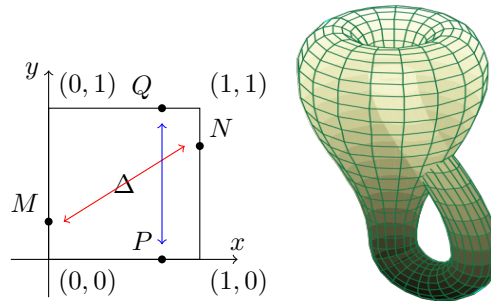 y
(0, 1) Q (1, 1)
N
Δ
M
P x
(0, 0) (1, 0)